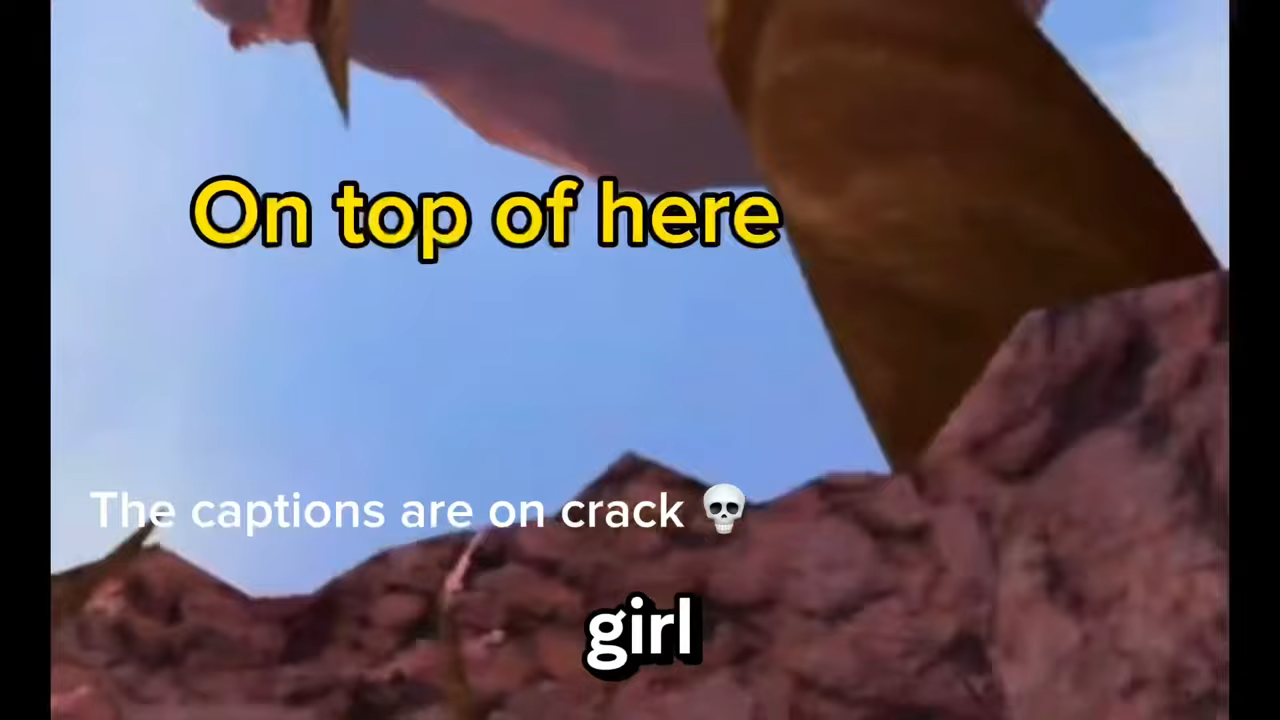 On top of here
The captions are on crack 💀
girl